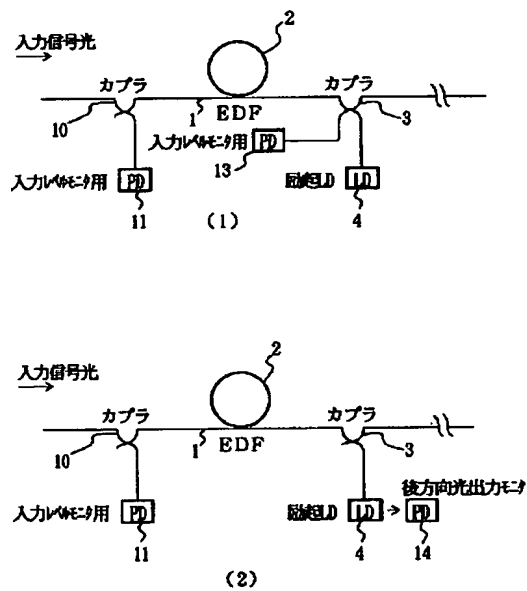 2
入力信号光
カプラ
カプラ
10
1
EDF
3
入力レベルモニタ用
PD
13
入力レベルモニタ用
PD
励起LD
LD
11
4
(1)
2
入力信号光
カプラ
カプラ
10
1
EDF
3
後方向光出力モニタ
入力レベルモニタ用
PD
励起LD
LD
PD
11
4
14
(2)